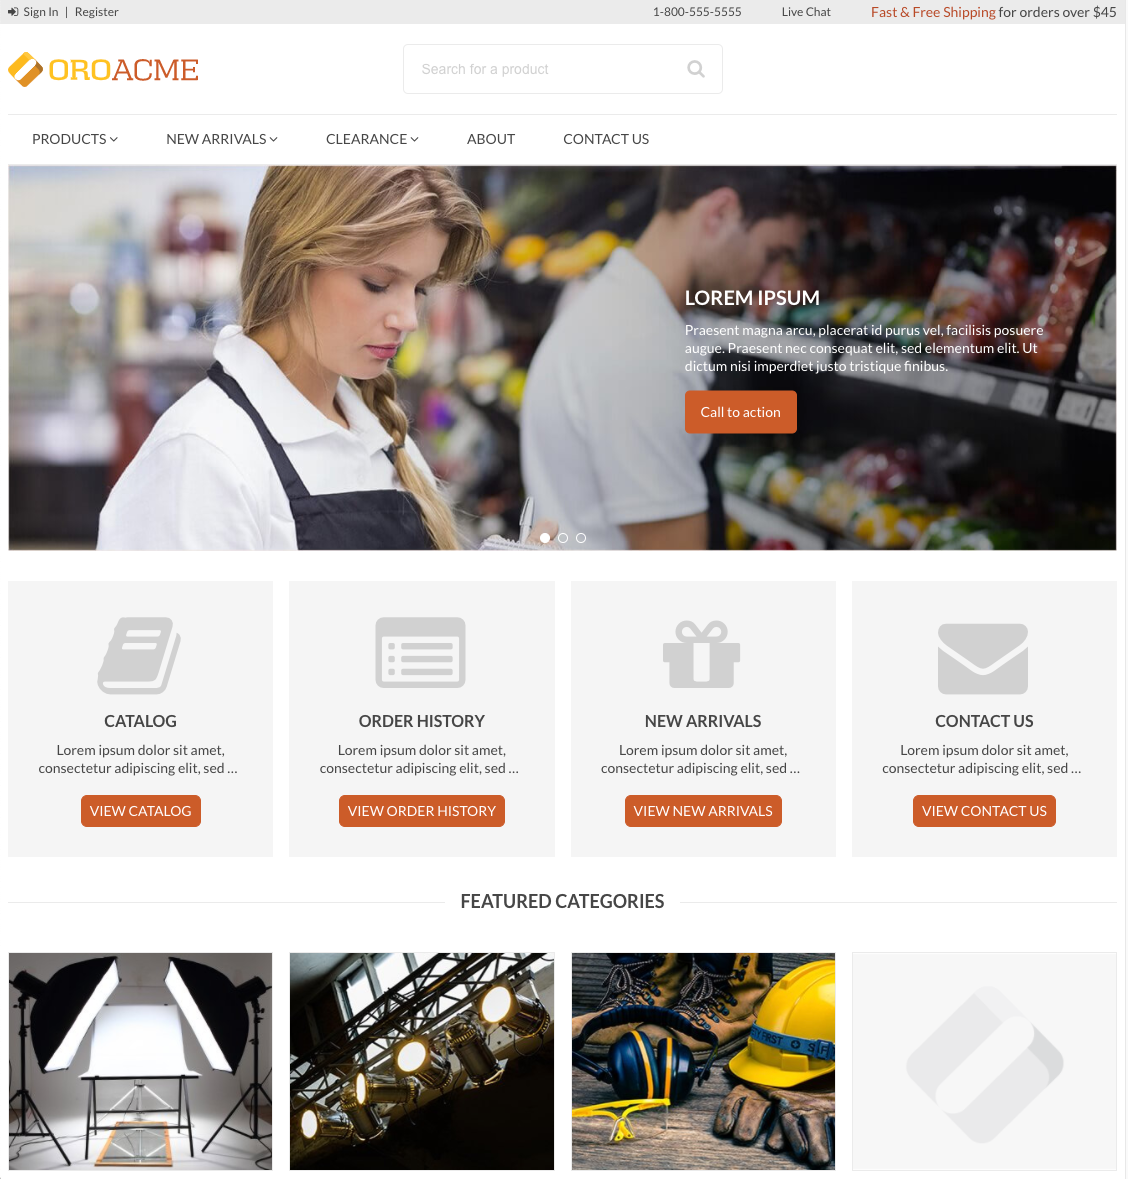 Sign In | Register
1-800-555-5555
Live Chat
Fast & Free Shipping for orders over $45
OROACME
Search for a product
PRODUCTS
NEW ARRIVALS
CLEARANCE
ABOUT
CONTACT US
LOREM IPSUM
Praesent magna arcu, placerat id purus vel, facilisis posuere
augue. Praesent nec consequat elit, sed elementum elit. Ut
dictum nisi imperdiet justo tristique finibus.
Call to action
CATALOG
Lorem ipsum dolor sit amet,
consectetur adipiscing elit, sed ...
VIEW CATALOG
ORDER HISTORY
Lorem ipsum dolor sit amet,
consectetur adipiscing elit, sed ...
VIEW ORDER HISTORY
NEW ARRIVALS
Lorem ipsum dolor sit amet,
consectetur adipiscing elit, sed ...
VIEW NEW ARRIVALS
CONTACT US
Lorem ipsum dolor sit amet,
consectetur adipiscing elit, sed ...
VIEW CONTACT US
FEATURED CATEGORIES